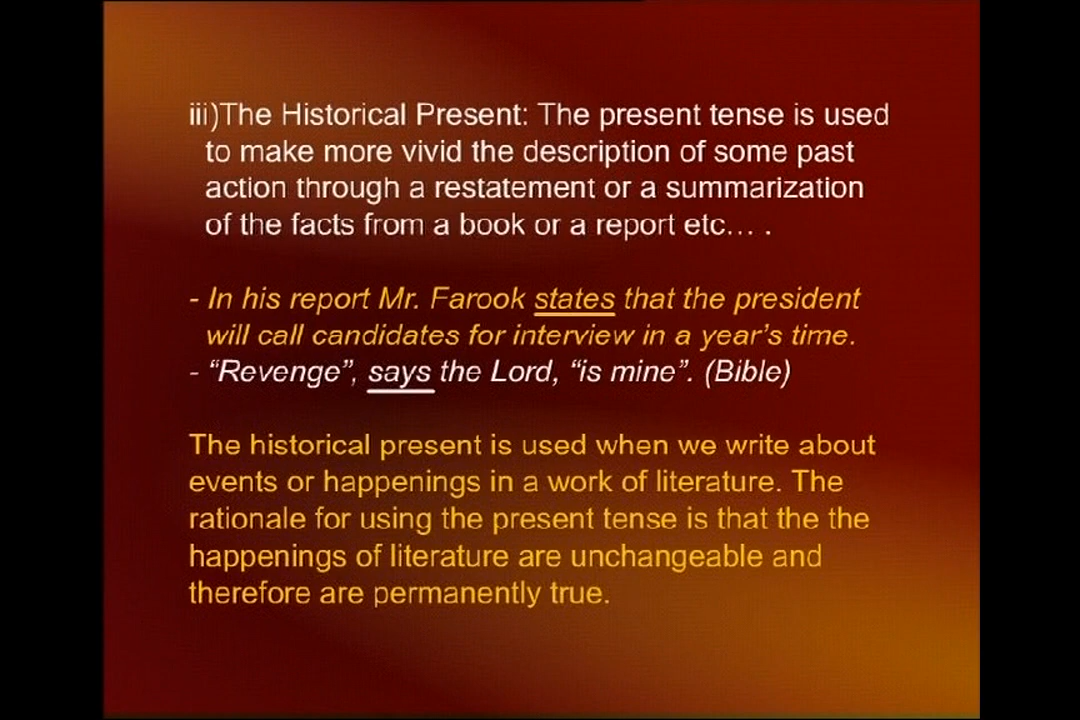 iii)The Historical Present: The present tense is used
to make more vivid the description of some past
action through a restatement or a summarization
of the facts from a book or a report etc… .
- In his report Mr. Farook states that the president
will call candidates for interview in a year’s time.
- “Revenge”, says the Lord, “is mine”. (Bible)
The historical present is used when we write about
events or happenings in a work of literature. The
rationale for using the present tense is that the the
happenings of literature are unchangeable and
therefore are permanently true.